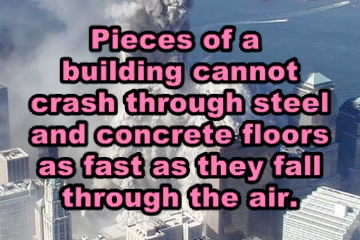 Pieces of a
building cannot
crash through steel
and concrete floors
as fast as they fall
through the air.